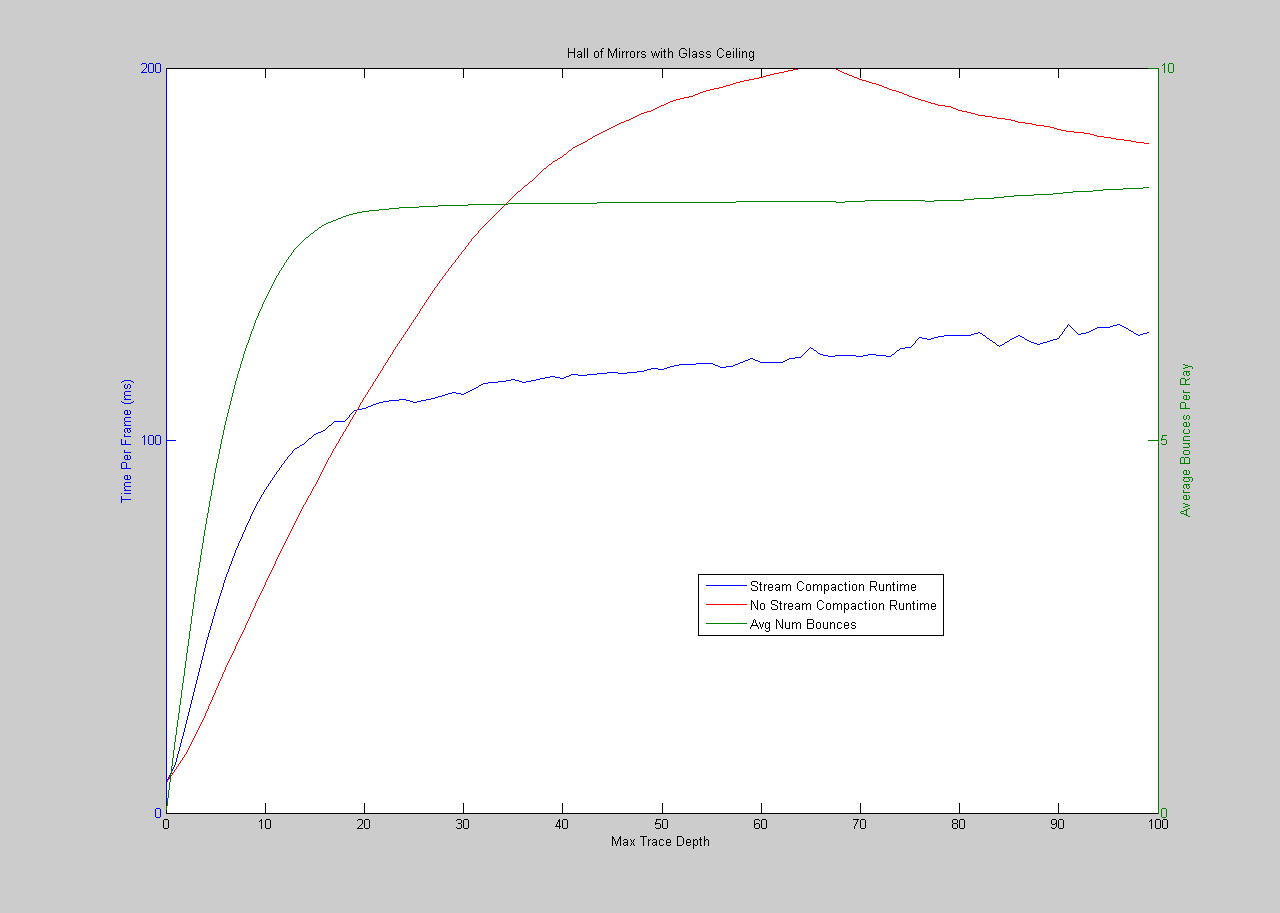 Hall of Mirrors with Glass Ceiling
200
100
0
Time Per Frame (ms)
10
5
0
Average Bounces Per Ray
Stream Compaction Runtime
No Stream Compaction Runtime
Avg Num Bounces
0 10 20 30 40 50 60 70 80 90 100
Max Trace Depth